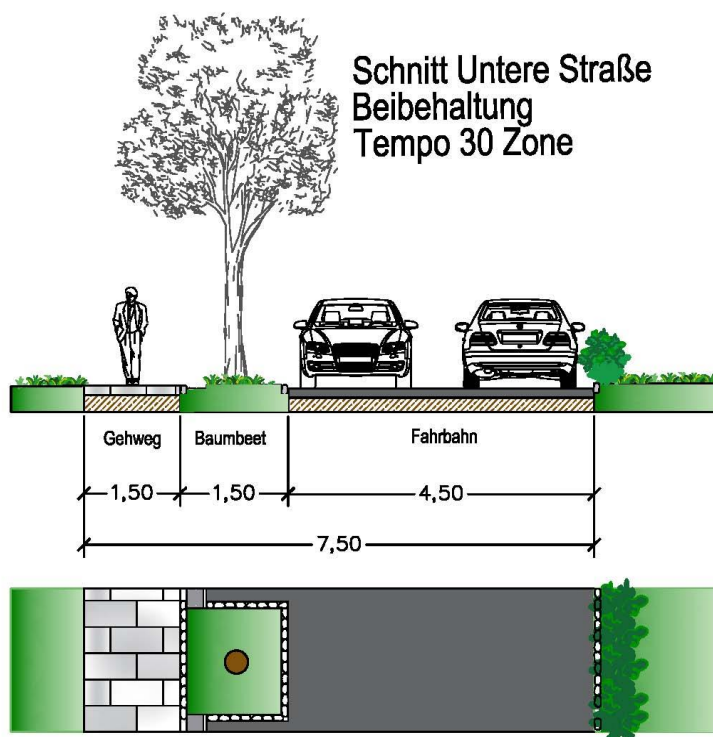 Schnitt Untere Straße
Beibehaltung
Tempo 30 Zone
Gehweg Baumbeet Fahrbahn
1,50 1,50 4,50
7,50